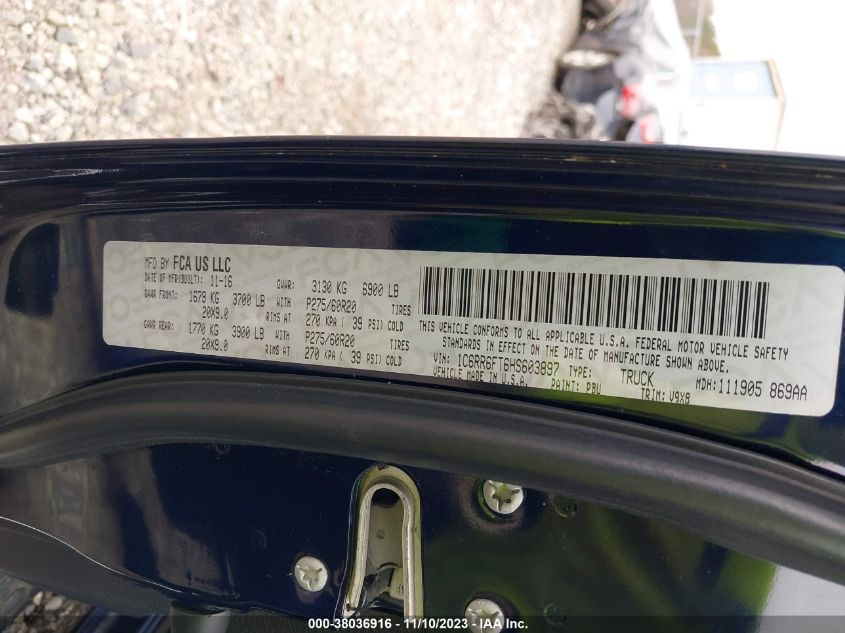 MFD BY FCA US LLC
DATE OF MFR(BUILT): 11-16 GVWR: 3130 KG 6900 LB
GAWR FRONT: 1679 KG 3700 LB WITH P275/60R20 TIRES
20X9.0 RIMS AT 270 KPA ( 39 PSI) COLD
GAWR REAR: 1770 KG 3900 LB WITH P275/60R20 TIRES
20X9.0 RIMS AT 270 KPA ( 39 PSI) COLD
THIS VEHICLE CONFORMS TO ALL APPLICABLE U.S.A. FEDERAL MOTOR VEHICLE SAFETY
STANDARDS IN EFFECT ON THE DATE OF MANUFACTURE SHOWN ABOVE.
VIN: 1C6RR6FT6HS603897 TYPE: TRUCK MDH:111905 869AA
VEHICLE MADE IN U.S.A. PAINT: PBU TRIM: V9X8
000-38036916 - 11/10/2023 - IAA Inc.